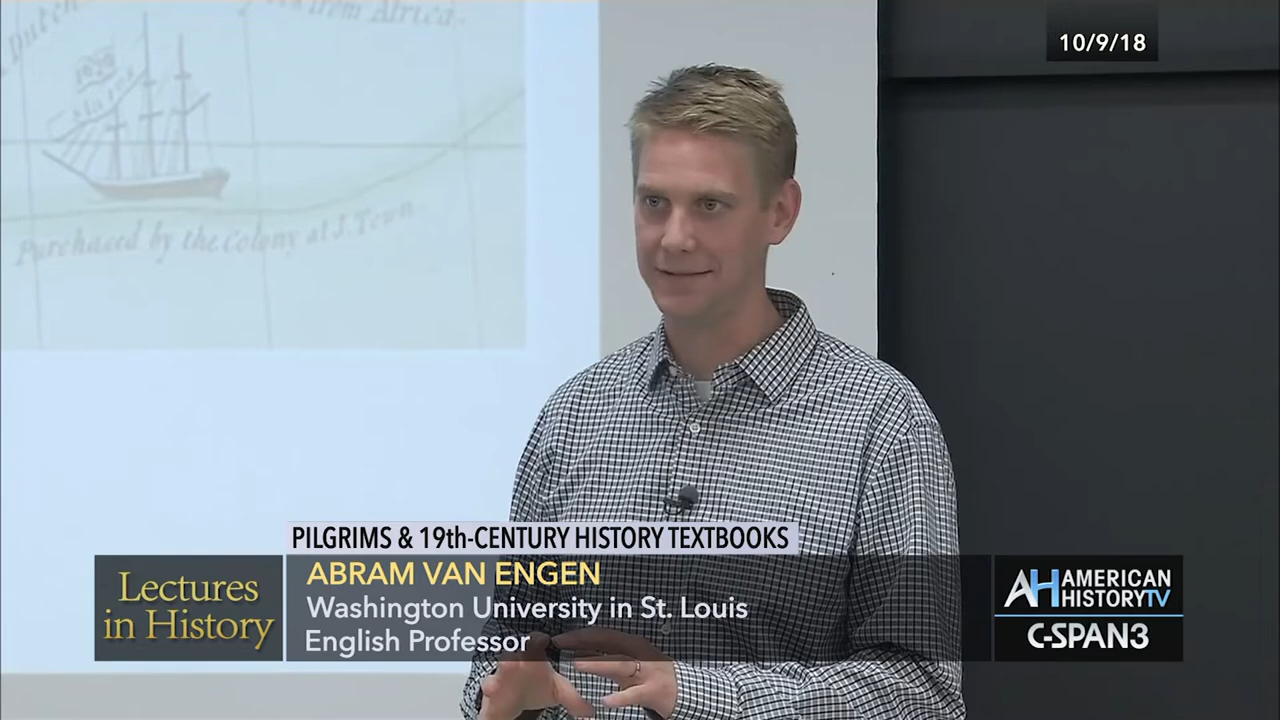 Dutch
from Africa.
Purchased by the Colony at J. Town
10/9/18
PILGRIMS & 19th-CENTURY HISTORY TEXTBOOKS
Lectures
in History
ABRAM VAN ENGEN
Washington University in St. Louis
English Professor
AH AMERICAN
HISTORYTV
C-SPAN3